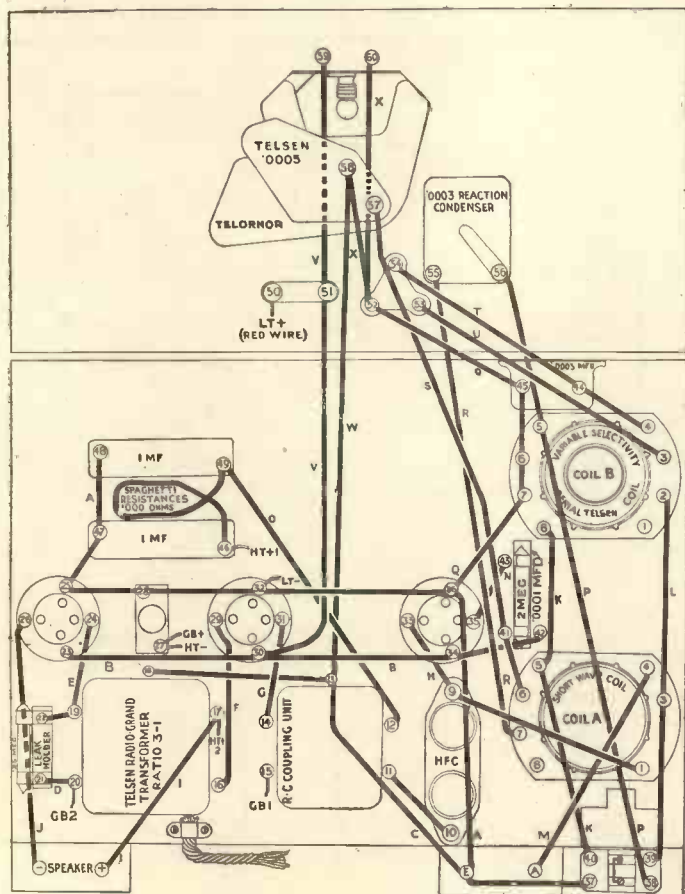 59
60
X
TELSEN
.0005
58
57
TELORNOR
.0003 REACTION
CONDENSER
V
X
54
55
56
50
51
52
53
LT+
(RED WIRE)
T
U
S
Q
R
.0003 MFD
44
45
4
5
W
48
1 MF
49
VARIABLE SELECTIVITY
COIL B
AERIAL TELSEN
COIL
3
6
A
SPAGHETTI
RESISTANCES
V
O
7
2
47
1 MF
46
HT+1
8
1
P
L
43
N
2 MEG
.0001 MFD
K
Q
25
28
32
LT-
26
24
29
31
33
35
27
GB+
HT-
41
42
23
30
34
B
B
E
18
13
G
F
H
9
R
5
6
SHORT WAVE COIL
COIL A
4
3
22
LEAK
HOLDER
19
TELSEN RADIO-GRAND
TRANSFORMER
RATIO 3-1
17
HT+
2
14
R·C COUPLING UNIT
12
7
HFC
21
20
D
I
16
15
11
8
1
GB2
GB1
10
C
A
M
K
P
J
- SPEAKER +
E
A
40
39
37
38